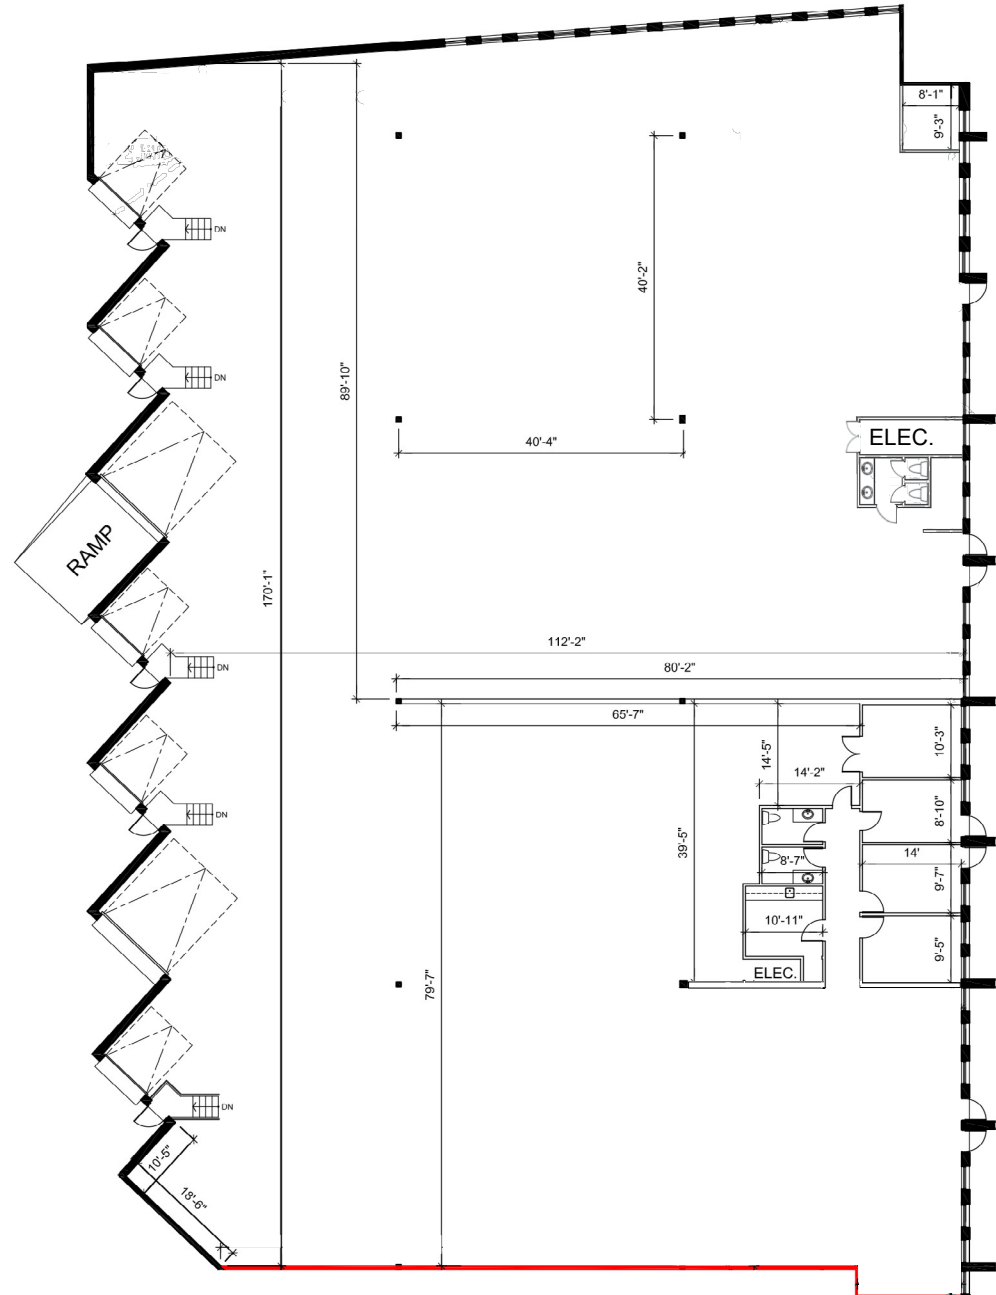 8'-1"
9'-3"
DN
40'-2"
DN
89'-10"
40'-4"
ELEC.
RAMP
170'-1"
112'-2"
DN
80'-2"
65'-7"
14'-5"
10'-3"
14'-2"
8'-10"
DN
39'-5"
8'-7"
14'
9'-7"
10'-11"
9'-5"
ELEC.
79'-7"
DN
10'-5"
18'-6"